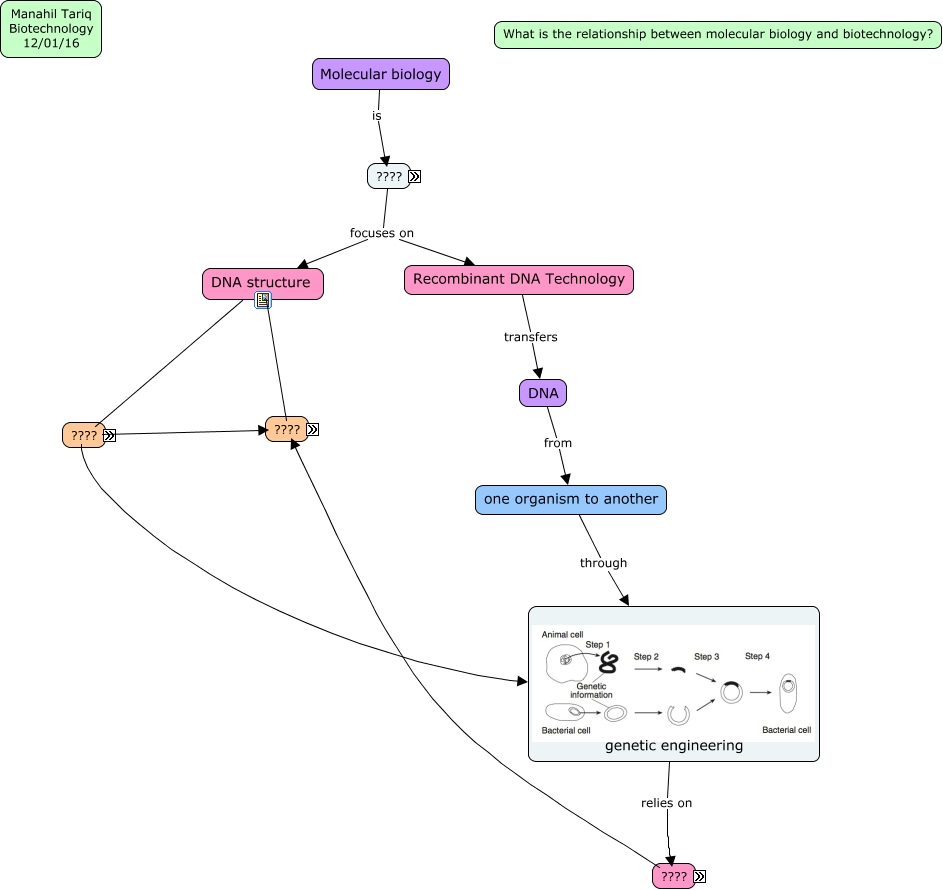 Manahil Tariq
Biotechnology
12/01/16
What is the relationship between molecular biology and biotechnology?
Molecular biology
is
????
focuses on
DNA structure
Recombinant DNA Technology
transfers
DNA
????
????
from
one organism to another
through
Animal cell
Step 1
Step 2
Step 3
Step 4
Genetic
information
Bacterial cell
Bacterial cell
genetic engineering
relies on
????